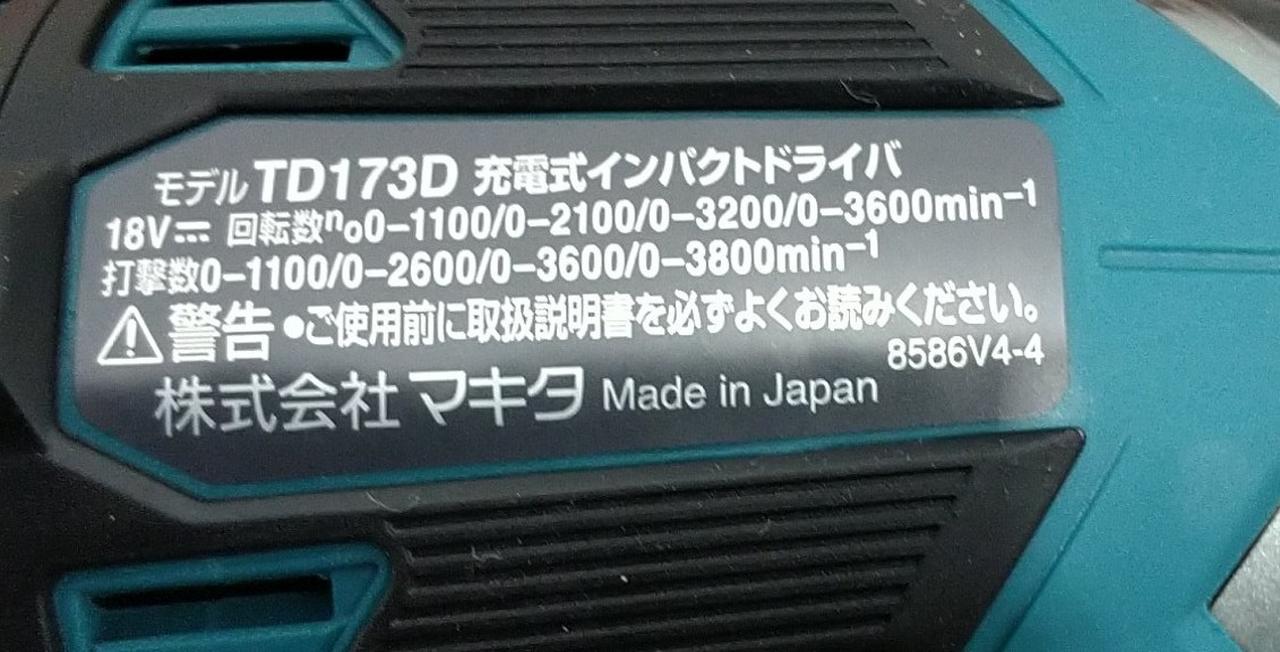 モデル TD173D 充電式インパクトドライバ
18V⎓ 回転数n₀0−1100/0−2100/0−3200/0−3600min⁻¹
打撃数0−1100/0−2600/0−3600/0−3800min⁻¹
⚠警告 ●ご使用前に取扱説明書を必ずよくお読みください。
8586V4-4
株式会社マキタ Made in Japan